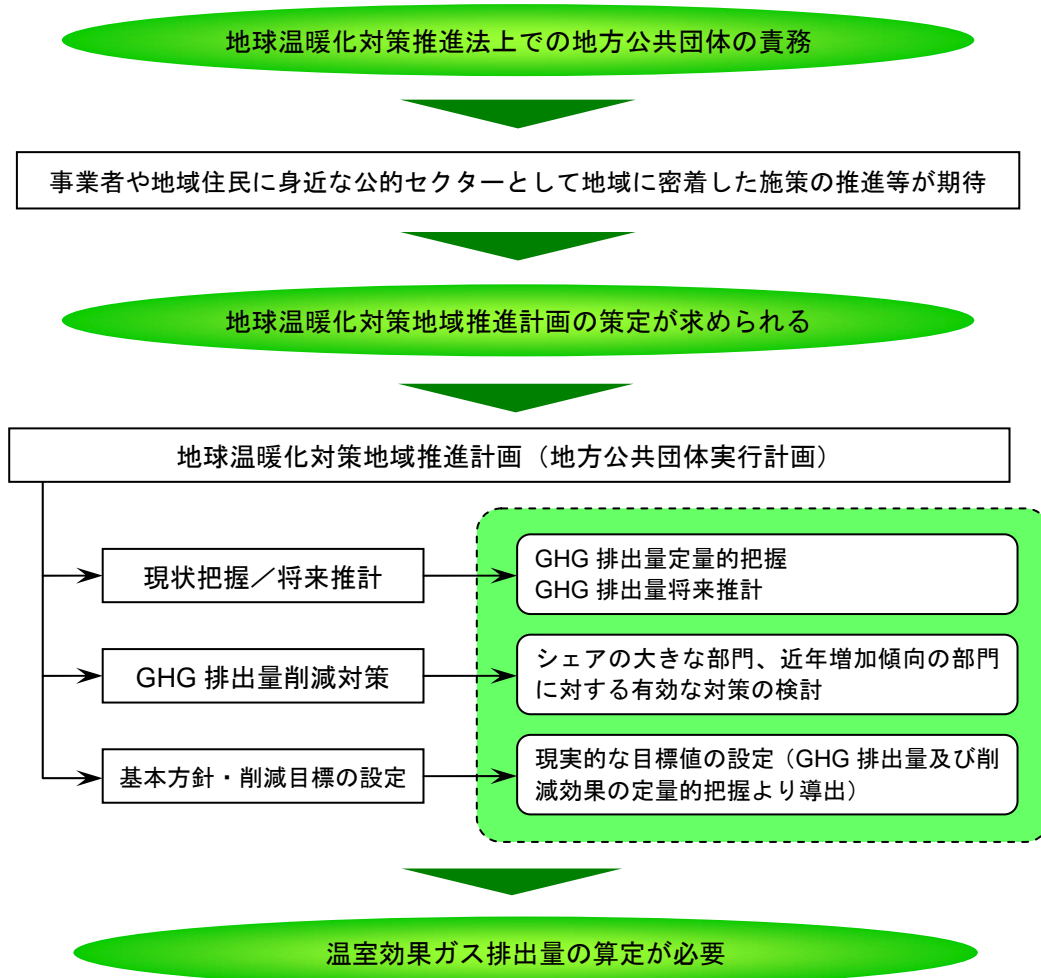 地球温暖化対策推進法上での地方公共団体の責務
事業者や地域住民に身近な公的セクターとして地域に密着した施策の推進等が期待
地球温暖化対策地域推進計画の策定が求められる
地球温暖化対策地域推進計画（地方公共団体実行計画）
現状把握／将来推計
GHG 排出量定量的把握
GHG 排出量将来推計
GHG 排出量削減対策
シェアの大きな部門、近年増加傾向の部門
に対する有効な対策の検討
基本方針・削減目標の設定
現実的な目標値の設定（GHG 排出量及び削
減効果の定量的把握より導出）
温室効果ガス排出量の算定が必要